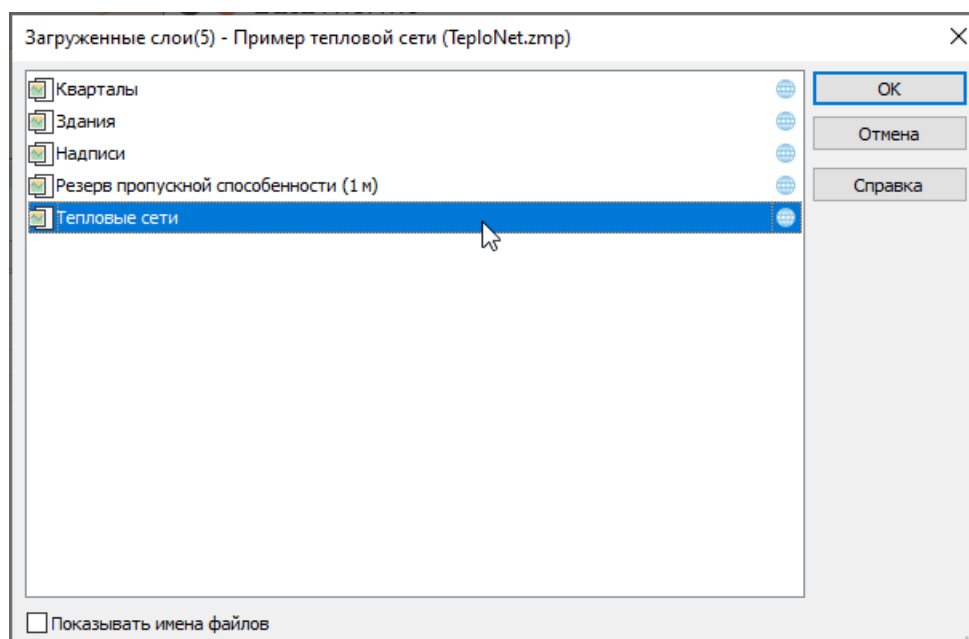 Загруженные слои(5) - Пример тепловой сети (TeploNet.zmp)
Кварталы
Здания
Надписи
Резерв пропускной способенности (1 м)
Тепловые сети
ОК
Отмена
Справка
Показывать имена файлов